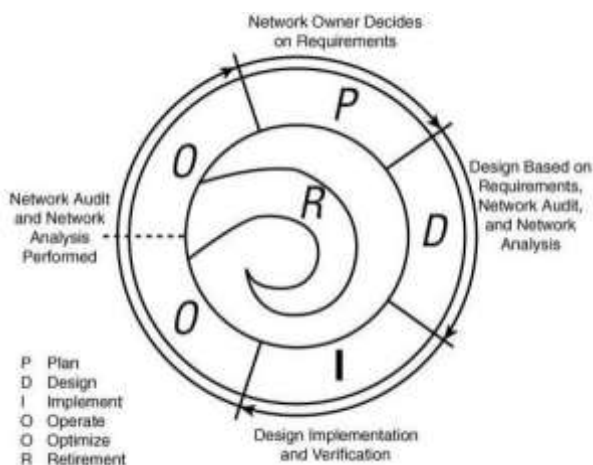 Network Owner Decides
on Requirements
P
O
Design Based on
Requirements,
Network Audit,
and Network
Analysis
Network Audit
and Network
Analysis
Performed
R
D
O
I
P Plan
D Design
I Implement
O Operate
O Optimize
R Retirement
Design Implementation
and Verification